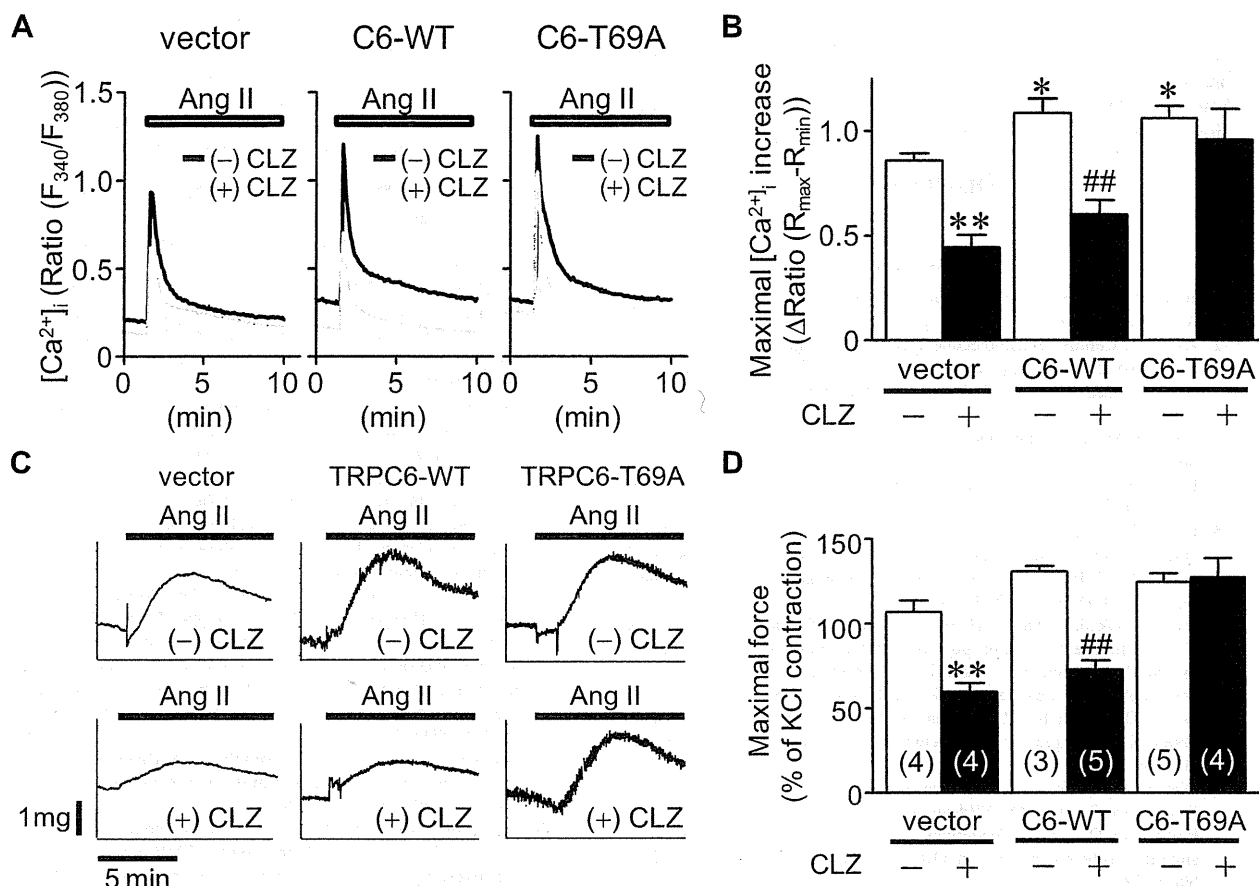 A
vector
C6-WT
C6-T69A
[Ca2+]i (Ratio (F340/F380))
1.5
1.0
0.5
0
Ang II
(−) CLZ
(+) CLZ
Ang II
(−) CLZ
(+) CLZ
Ang II
(−) CLZ
(+) CLZ
0 5 10
0 5 10
0 5 10
(min)
(min)
(min)
B
Maximal [Ca2+]i increase
(ΔRatio (Rmax-Rmin))
1.0
0.5
0
**
*
##
*
vector
C6-WT
C6-T69A
CLZ − + − + − +
C
vector
TRPC6-WT
TRPC6-T69A
Ang II
Ang II
Ang II
(−) CLZ
(−) CLZ
(−) CLZ
Ang II
Ang II
Ang II
(+) CLZ
(+) CLZ
(+) CLZ
1mg
5 min
D
Maximal force
(% of KCl contraction)
150
100
50
0
**
##
(4) (4) (3) (5) (5) (4)
vector
C6-WT
C6-T69A
CLZ − + − + − +